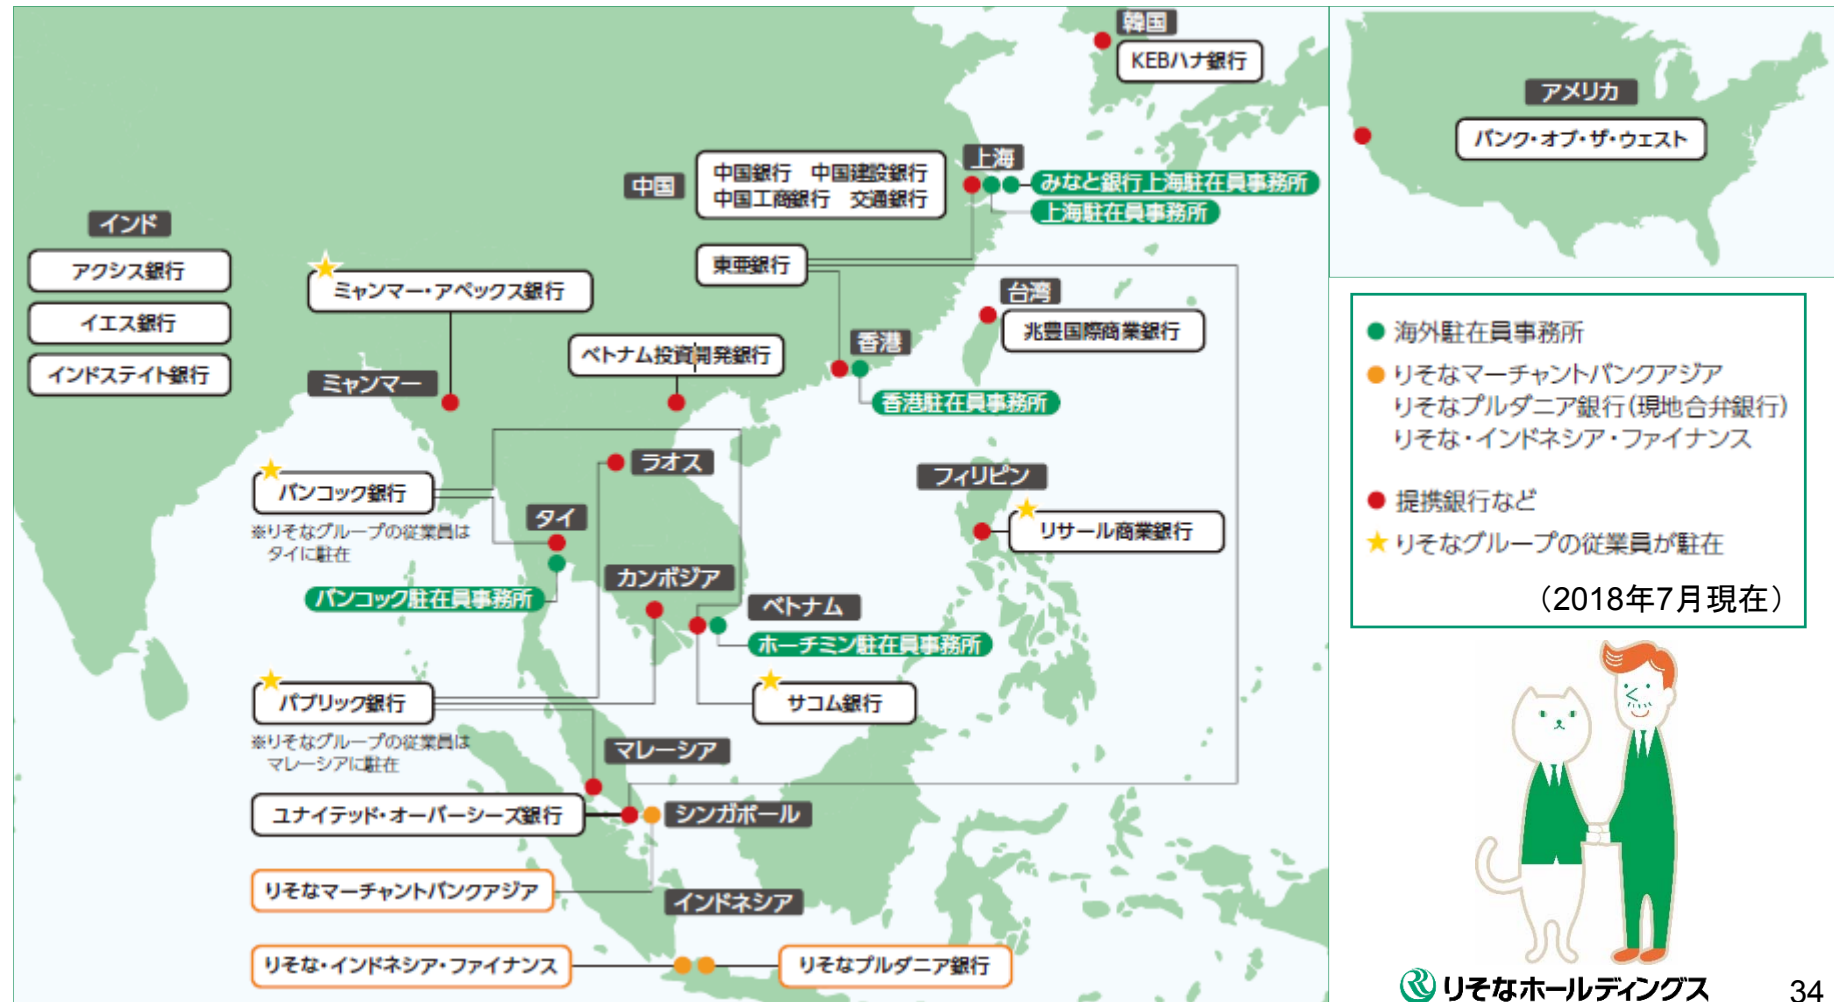 韓国
KEBハナ銀行
アメリカ
バンク・オブ・ザ・ウェスト
上海
みなと銀行上海駐在員事務所
上海駐在員事務所
中国
中国銀行 中国建設銀行
中国工商銀行 交通銀行
東亜銀行
インド
アクシス銀行
イエス銀行
インドステイト銀行
ミャンマー・アペックス銀行
ミャンマー
ベトナム投資開発銀行
香港
香港駐在員事務所
台湾
兆豊国際商業銀行
ラオス
バンコック銀行
※りそなグループの従業員は
タイに駐在
タイ
バンコック駐在員事務所
フィリピン
リサール商業銀行
カンボジア
ベトナム
ホーチミン駐在員事務所
パブリック銀行
※りそなグループの従業員は
マレーシアに駐在
サコム銀行
マレーシア
ユナイテッド・オーバーシーズ銀行
シンガポール
りそなマーチャントバンクアジア
インドネシア
りそな・インドネシア・ファイナンス
りそなプルダニア銀行
海外駐在員事務所
りそなマーチャントバンクアジア
りそなプルダニア銀行(現地合弁銀行)
りそな・インドネシア・ファイナンス
提携銀行など
りそなグループの従業員が駐在
（2018年7月現在）
りそなホールディングス
34